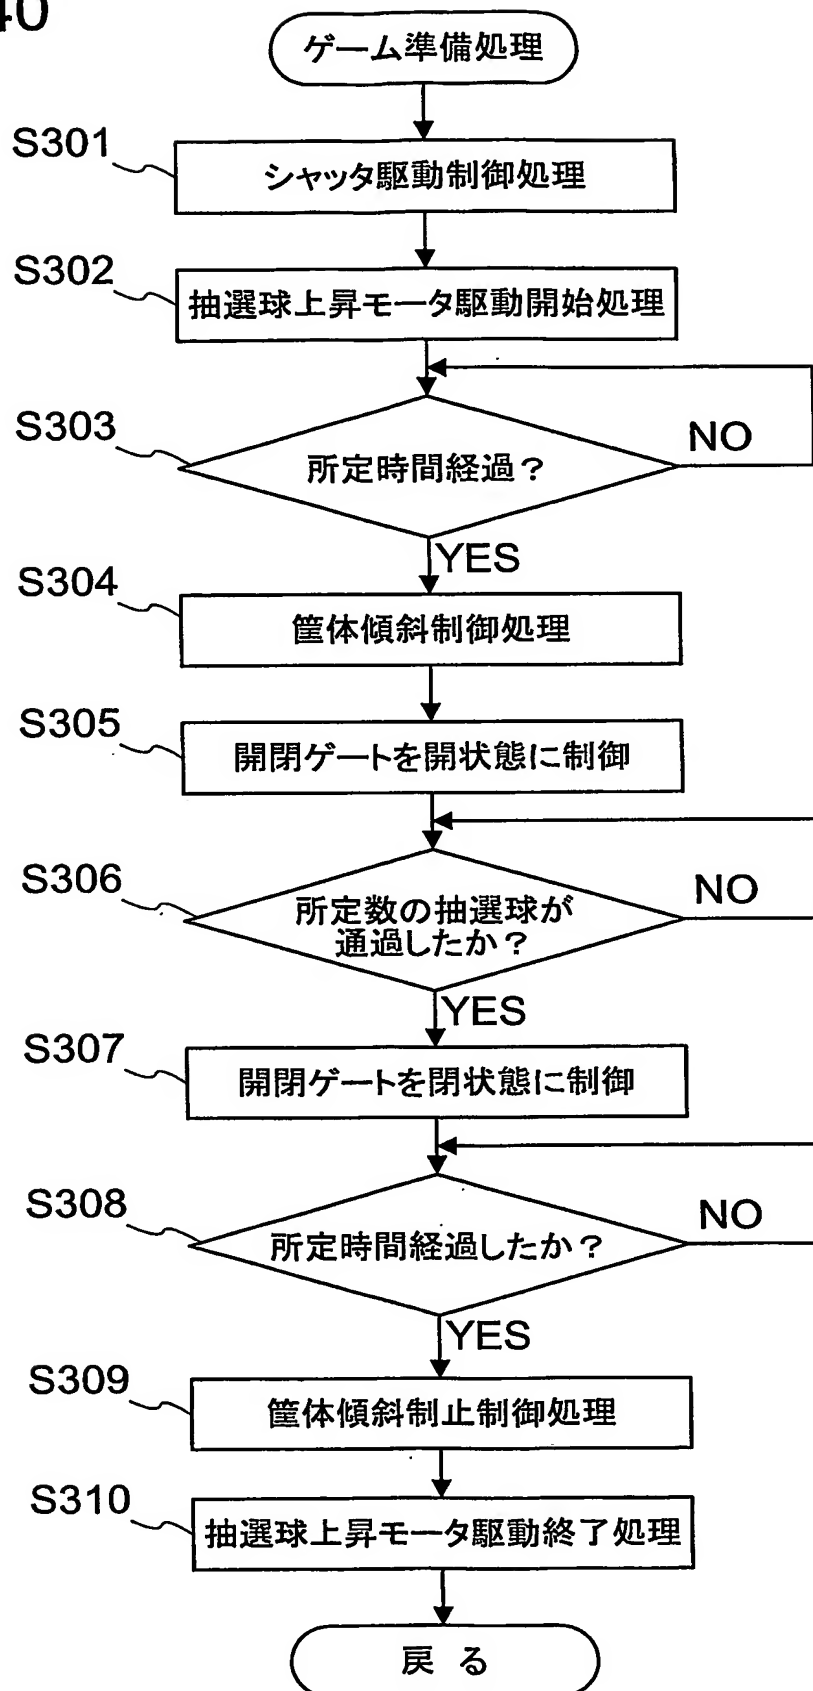 40
ゲーム準備処理
S301
シャッタ駆動制御処理
S302
抽選球上昇モータ駆動開始処理
S303
所定時間経過?
NO
YES
S304
筐体傾斜制御処理
S305
開閉ゲートを開状態に制御
S306
所定数の抽選球が
通過したか?
NO
YES
S307
開閉ゲートを閉状態に制御
S308
所定時間経過したか?
NO
YES
S309
筐体傾斜制止制御処理
S310
抽選球上昇モータ駆動終了処理
戻る